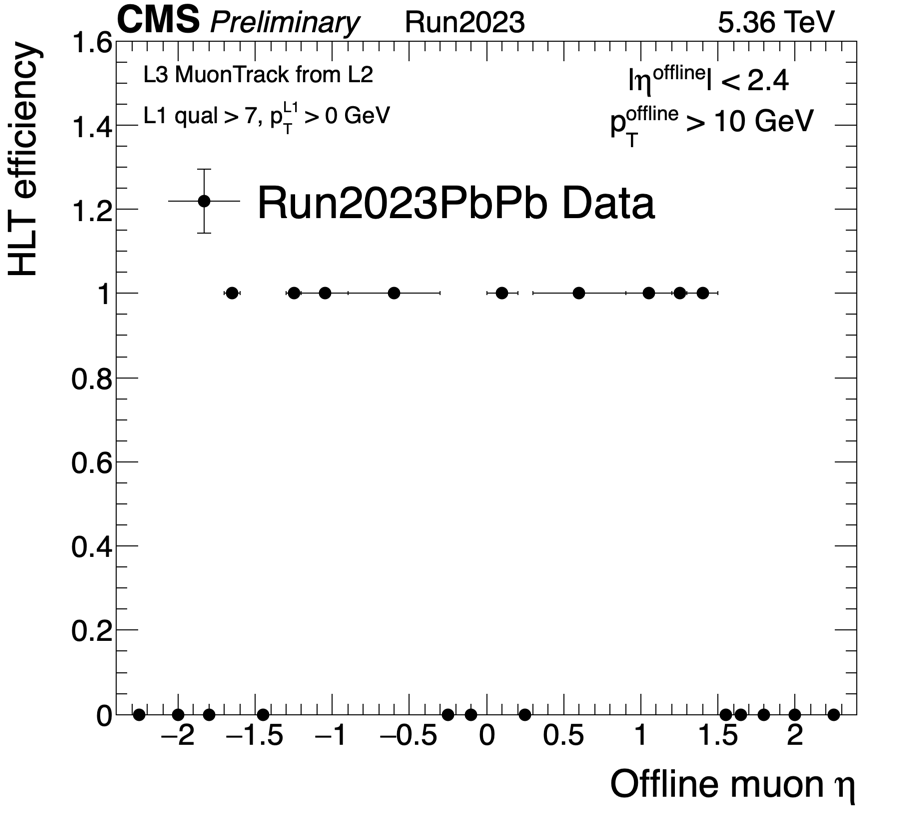 CMS Preliminary Run2023 5.36 TeV
L3 MuonTrack from L2
L1 qual > 7, p_T^L1 > 0 GeV
|η^offline| < 2.4
p_T^offline > 10 GeV
Run2023PbPb Data
HLT efficiency
1.6
1.4
1.2
1
0.8
0.6
0.4
0.2
0
−2 −1.5 −1 −0.5 0 0.5 1 1.5 2
Offline muon η